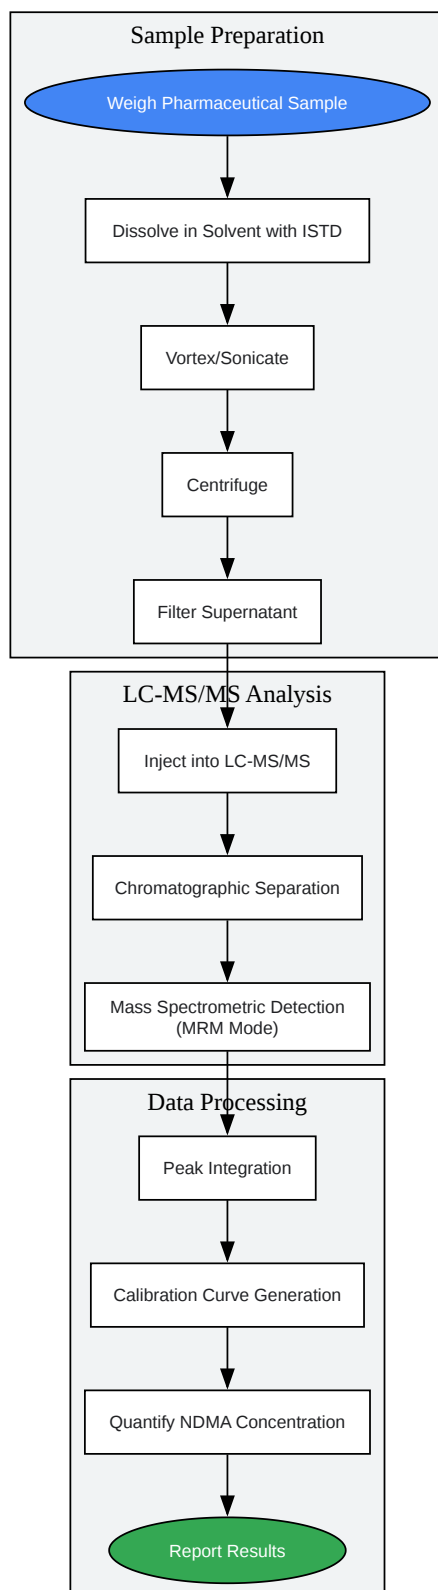 Sample Preparation
Weigh Pharmaceutical Sample
Dissolve in Solvent with ISTD
Vortex/Sonicate
Centrifuge
Filter Supernatant
LC-MS/MS Analysis
Inject into LC-MS/MS
Chromatographic Separation
Mass Spectrometric Detection
(MRM Mode)
Data Processing
Peak Integration
Calibration Curve Generation
Quantify NDMA Concentration
Report Results